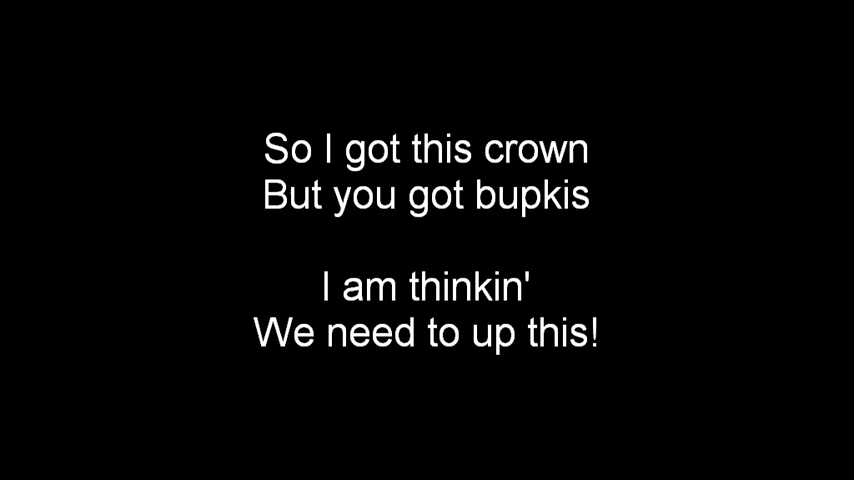 So I got this crown
But you got bupkis
I am thinkin'
We need to up this!